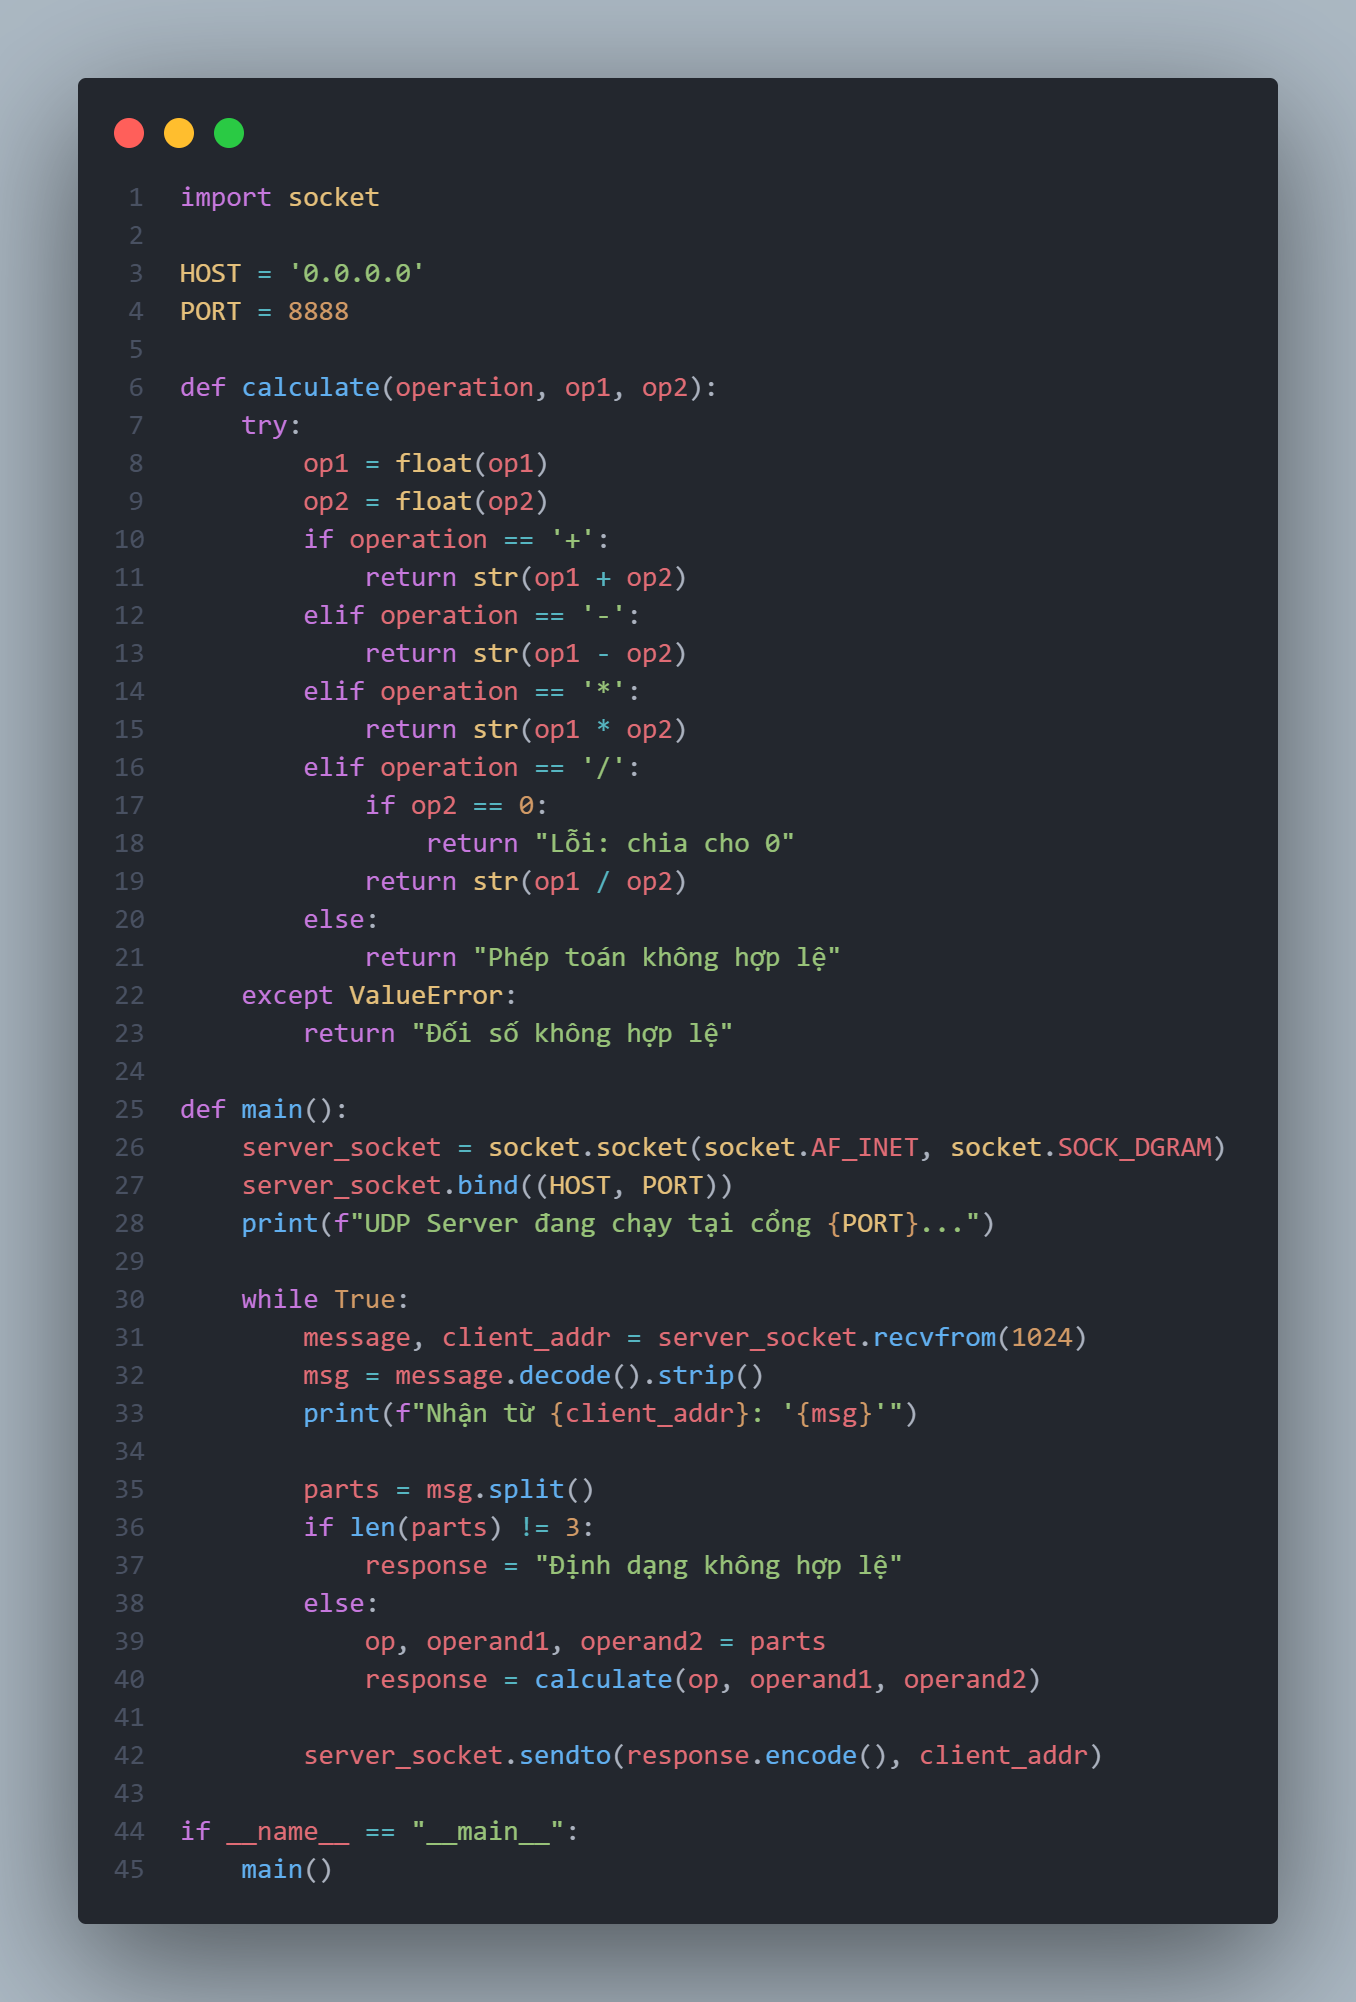 1 import socket
2
3 HOST = '0.0.0.0'
4 PORT = 8888
5
6 def calculate(operation, op1, op2):
7     try:
8         op1 = float(op1)
9         op2 = float(op2)
10         if operation == '+':
11             return str(op1 + op2)
12         elif operation == '-':
13             return str(op1 - op2)
14         elif operation == '*':
15             return str(op1 * op2)
16         elif operation == '/':
17             if op2 == 0:
18                 return "Lỗi: chia cho 0"
19             return str(op1 / op2)
20         else:
21             return "Phép toán không hợp lệ"
22     except ValueError:
23         return "Đối số không hợp lệ"
24
25 def main():
26     server_socket = socket.socket(socket.AF_INET, socket.SOCK_DGRAM)
27     server_socket.bind((HOST, PORT))
28     print(f"UDP Server đang chạy tại cổng {PORT}...")
29
30     while True:
31         message, client_addr = server_socket.recvfrom(1024)
32         msg = message.decode().strip()
33         print(f"Nhận từ {client_addr}: '{msg}'")
34
35         parts = msg.split()
36         if len(parts) != 3:
37             response = "Định dạng không hợp lệ"
38         else:
39             op, operand1, operand2 = parts
40             response = calculate(op, operand1, operand2)
41
42         server_socket.sendto(response.encode(), client_addr)
43
44 if __name__ == "__main__":
45     main()